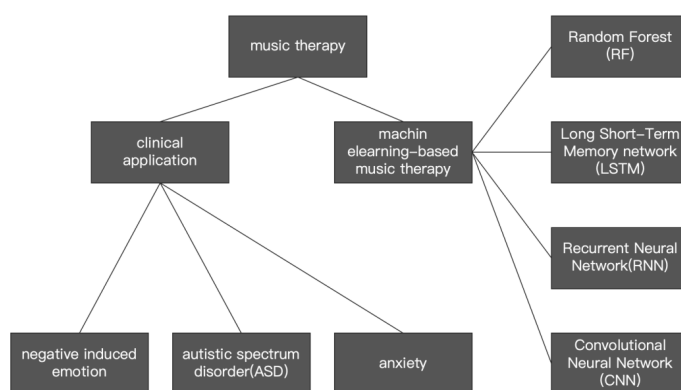 music therapy
Random Forest
(RF)
clinical
application
machin
elearning-based
music therapy
Long Short-Term
Memory network
(LSTM)
Recurrent Neural
Network(RNN)
negative induced
emotion
autistic spectrum
disorder(ASD)
anxiety
Convolutional
Neural Network
(CNN)